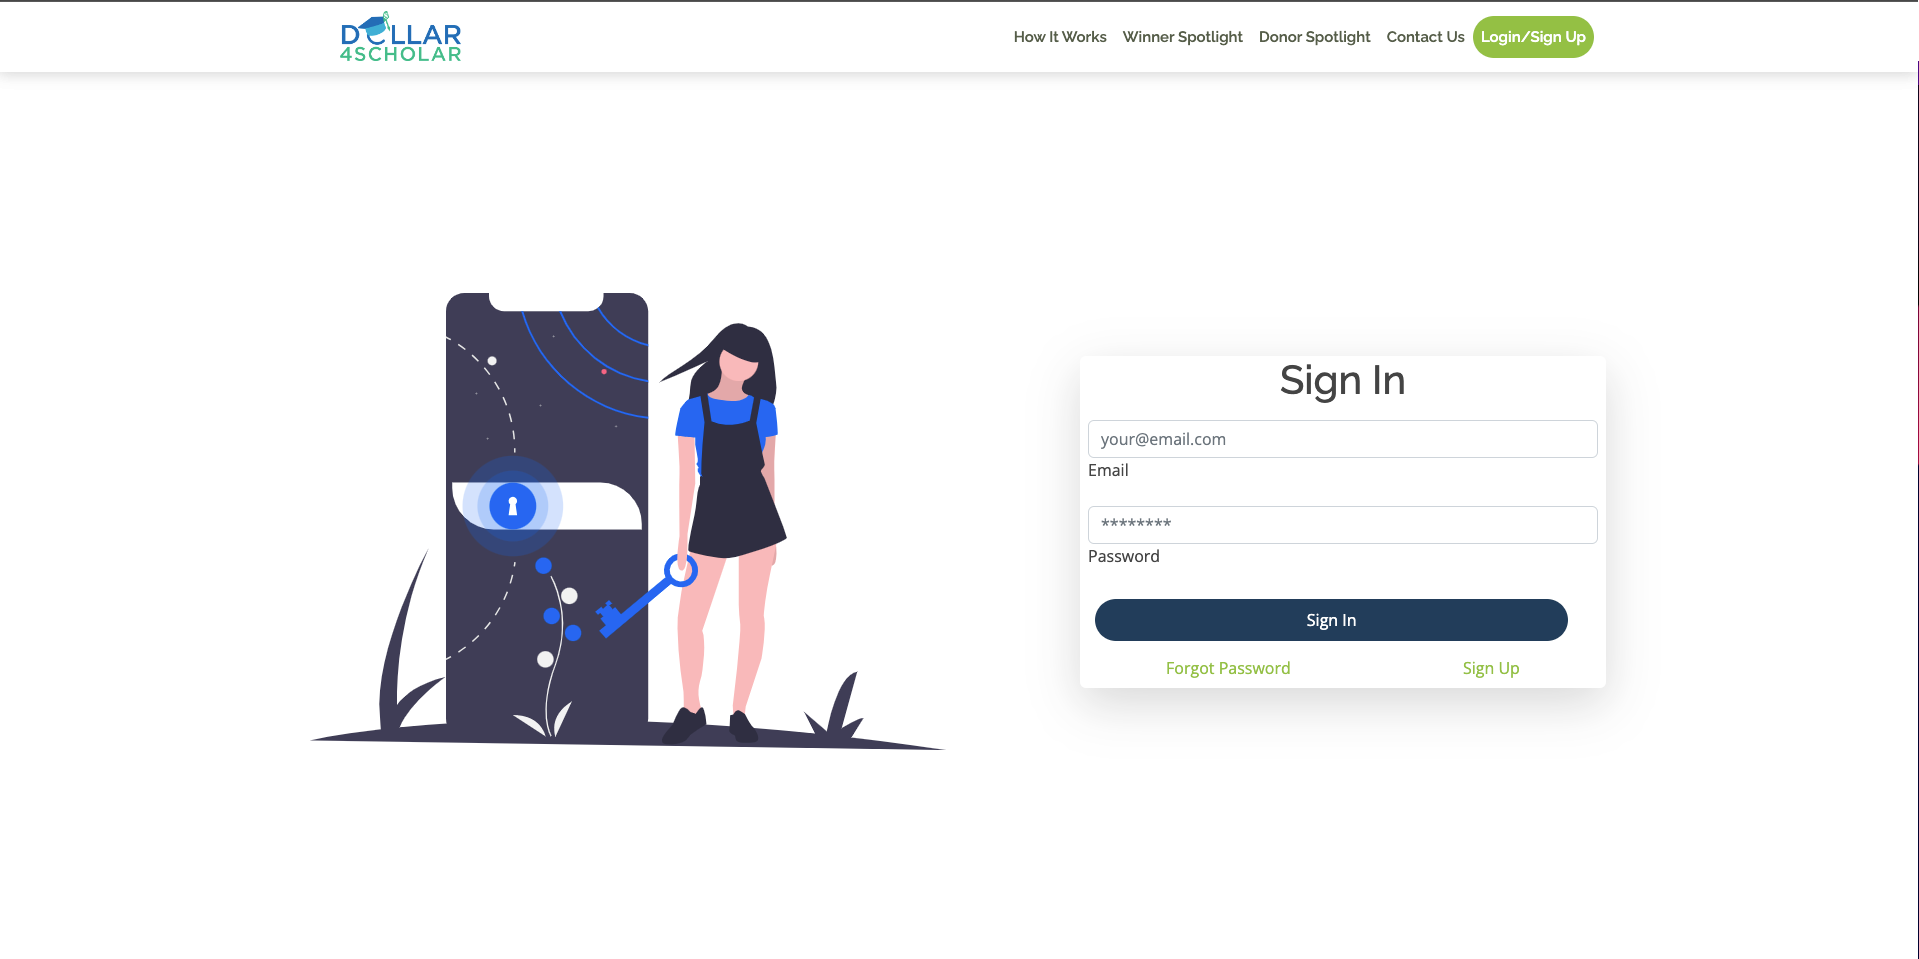 DOLLAR
4SCHOLAR
How It Works Winner Spotlight Donor Spotlight Contact Us Login/Sign Up
Sign In
your@email.com
Email
********
Password
Sign In
Forgot Password Sign Up